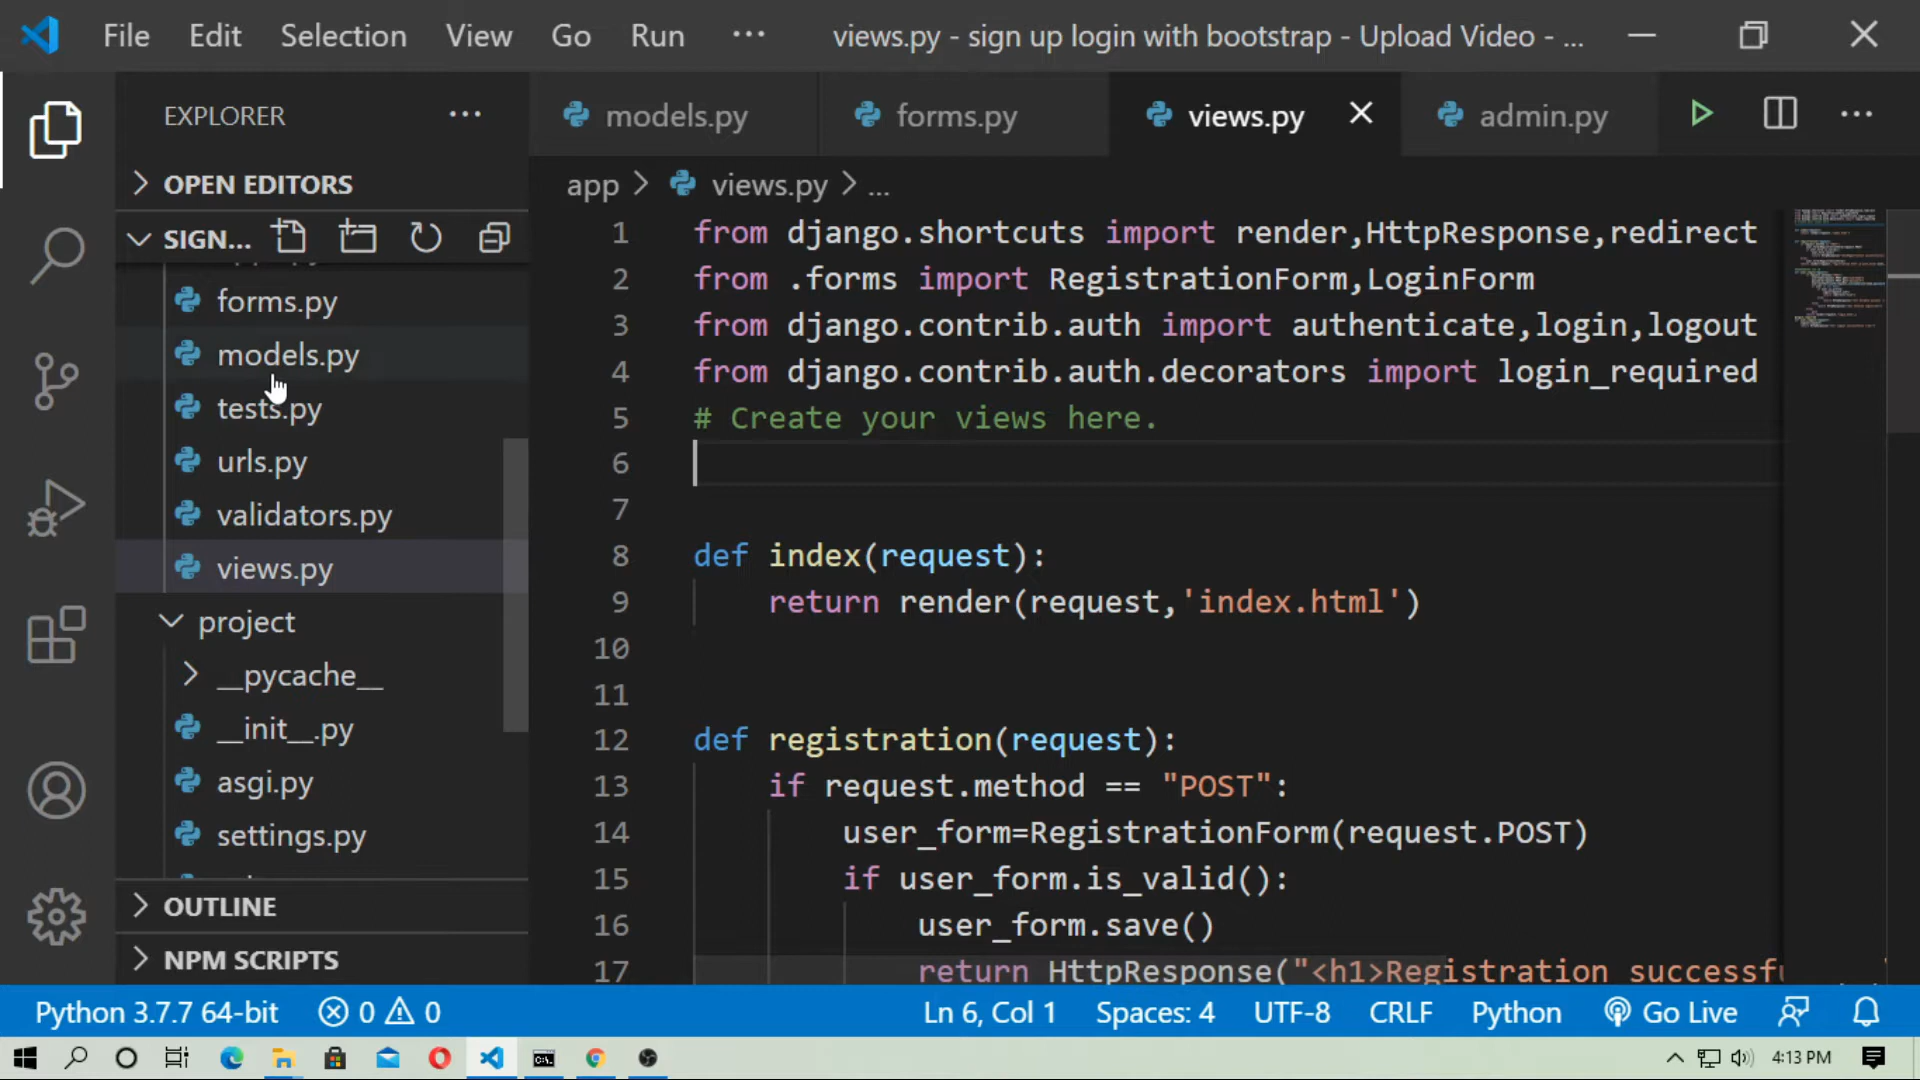 File Edit Selection View Go Run ··· views.py - sign up login with bootstrap - Upload Video - ...
EXPLORER ···
OPEN EDITORS
SIGN...
forms.py
models.py
tests.py
urls.py
validators.py
views.py
project
__pycache__
__init__.py
asgi.py
settings.py
OUTLINE
NPM SCRIPTS
models.py forms.py views.py admin.py ···
app > views.py > ...
1 from django.shortcuts import render,HttpResponse,redirect
2 from .forms import RegistrationForm,LoginForm
3 from django.contrib.auth import authenticate,login,logout
4 from django.contrib.auth.decorators import login_required
5 # Create your views here.
6
7
8 def index(request):
9 return render(request,'index.html')
10
11
12 def registration(request):
13 if request.method == "POST":
14 user_form=RegistrationForm(request.POST)
15 if user_form.is_valid():
16 user_form.save()
17 return HttpResponse("<h1>Registration successf
Python 3.7.7 64-bit 0 0 Ln 6, Col 1 Spaces: 4 UTF-8 CRLF Python Go Live
4:13 PM